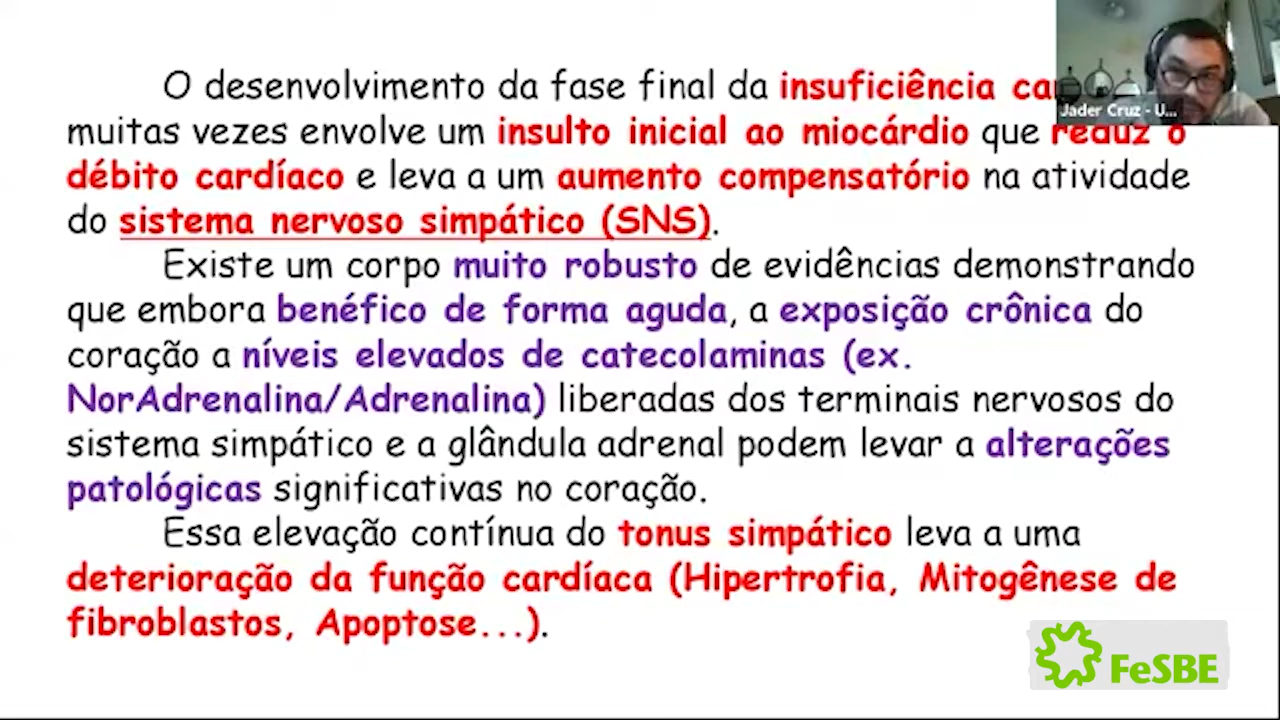 O desenvolvimento da fase final da insuficiência
muitas vezes envolve um insulto inicial ao miocárdio que reduz o
débito cardíaco e leva a um aumento compensatório na atividade
do sistema nervoso simpático (SNS).
Existe um corpo muito robusto de evidências demonstrando
que embora benéfico de forma aguda, a exposição crônica do
coração a níveis elevados de catecolaminas (ex.
NorAdrenalina/Adrenalina) liberadas dos terminais nervosos do
sistema simpático e a glândula adrenal podem levar a alterações
patológicas significativas no coração.
Essa elevação contínua do tonus simpático leva a uma
deterioração da função cardíaca (Hipertrofia, Mitogênese de
fibroblastos, Apoptose...).
Jader Cruz - U...
FeSBE